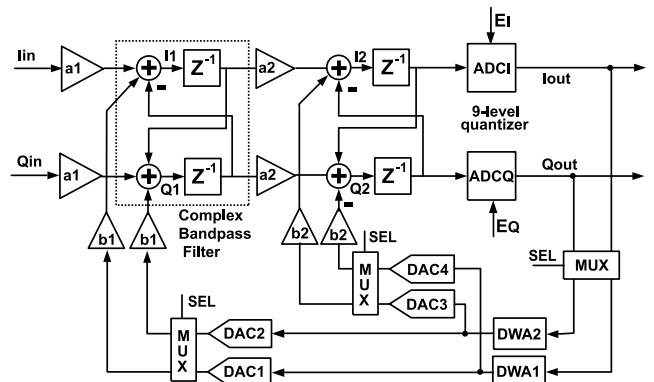 E_I
Iin a1 + I1 Z⁻¹ a2 + I2 Z⁻¹ ADCI Iout
- -
9-level
quantizer
Qin a1 + Q1 Z⁻¹ a2 + Q2 Z⁻¹ ADCQ Qout
-
E_Q
Complex
Bandpass
Filter
b1 b1 b2 b2 SEL SEL MUX
MUX DAC4
DAC3
SEL
MUX DAC2 DWA2
DAC1 DWA1